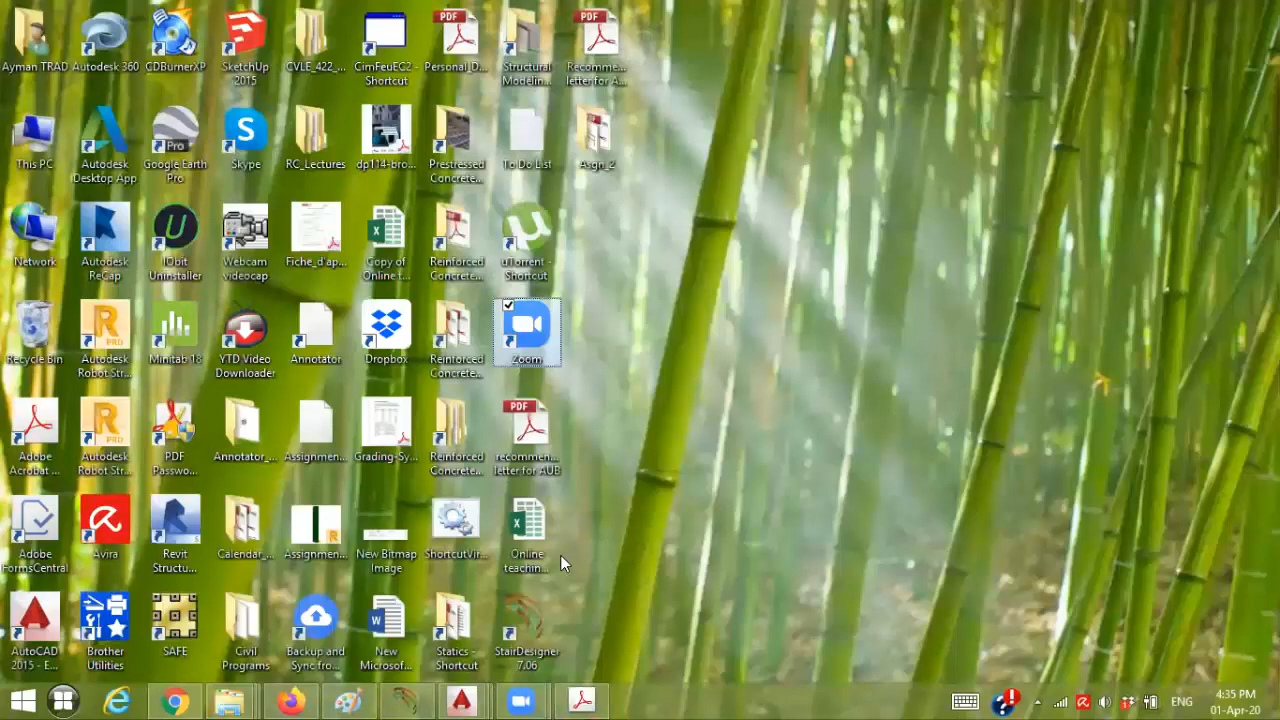 Ayman TRAD
Autodesk 360
CDBurnerXP
SketchUp
2015
CVLE_422_...
CimFeuEC2 -
Shortcut
PDF
Personal_D...
Structural
Modelin...
PDF
Recomme...
letter for A...
This PC
Autodesk
Desktop App
Pro
Google Earth
Pro
S
Skype
RC_Lectures
dp114-bro...
Prestressed
Concrete...
To Do List
Asgn_2
Network
Autodesk
ReCap
U
IObit
Uninstaller
Webcam
videocap
Fiche_d'ap...
X
Copy of
Online t...
Reinforced
Concrete...
µ
uTorrent -
Shortcut
Recycle Bin
R
PRO
Autodesk
Robot Str...
Minitab 18
YTD Video
Downloader
Annotator
Dropbox
Reinforced
Concrete...
Zoom
Adobe
Acrobat ...
R
PRO
Autodesk
Robot Str...
PDF
Passwo...
Annotator_...
Assignmen...
Grading-Sy...
Reinforced
Concrete...
PDF
recommen...
letter for AUB
Adobe
FormsCentral
Avira
Revit
Structu...
Calendar_...
R
Assignmen...
New Bitmap
Image
ShortcutVir...
X
Online
teachin...
AutoCAD
2015 - E...
Brother
Utilities
SAFE
Civil
Programs
Backup and
Sync fro...
W
New
Microsof...
Statics -
Shortcut
StairDesigner
7.06
ENG
4:35 PM
01-Apr-20